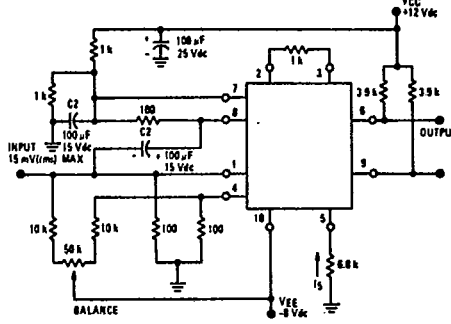 VCC
+12 Vdc
100 µF
25 Vdc
+
-
1 k
1 k
2
3
1 k
3.9 k
3.9 k
C2
100 µF
15 Vdc
180
7
8
6
OUTPUT
C2
- +
100 µF
15 Vdc
INPUT
15 mV(rms) MAX
1
9
4
10
5
10 k
10 k
100
100
50 k
6.8 k
I5
VEE
-8 Vdc
BALANCE